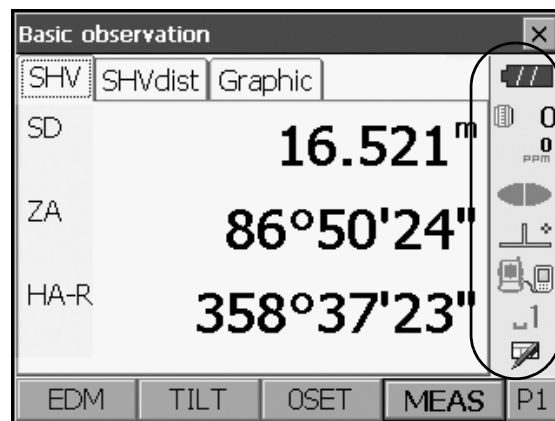 Basic observation
SHV SHVdist Graphic
SD 16.521 m
ZA 86°50'24"
HA-R 358°37'23"
0
0
PPM
1
EDM TILT 0SET MEAS P1